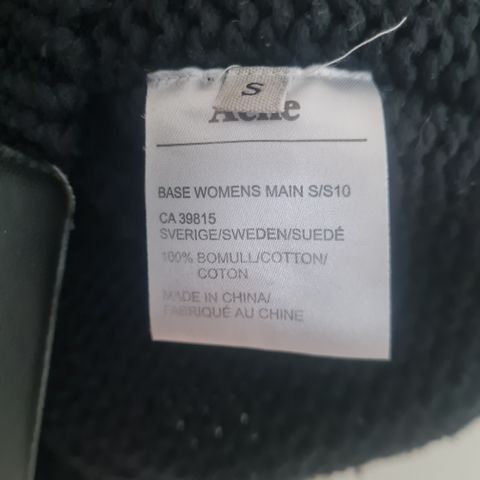 S
Acne
BASE WOMENS MAIN S/S10
CA 39815
SVERIGE/SWEDEN/SUEDÉ
100% BOMULL/COTTON/
COTON
MADE IN CHINA/
FABRIQUÉ AU CHINE